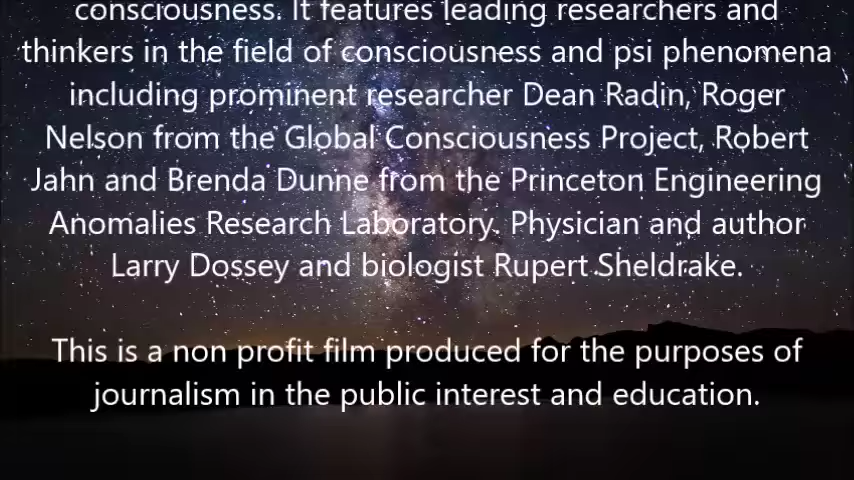 consciousness. It features leading researchers and
thinkers in the field of consciousness and psi phenomena
including prominent researcher Dean Radin, Roger
Nelson from the Global Consciousness Project, Robert
Jahn and Brenda Dunne from the Princeton Engineering
Anomalies Research Laboratory. Physician and author
Larry Dossey and biologist Rupert Sheldrake.
This is a non profit film produced for the purposes of
journalism in the public interest and education.